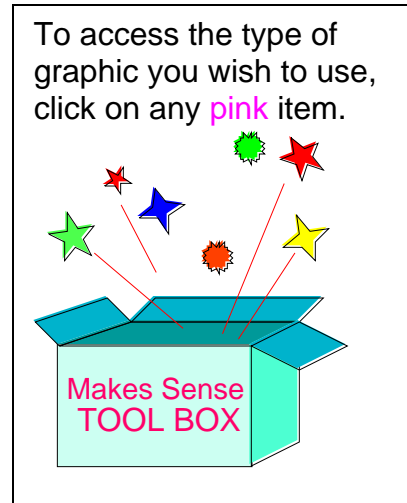 To access the type of
graphic you wish to use,
click on any pink item.
Makes Sense
TOOL BOX